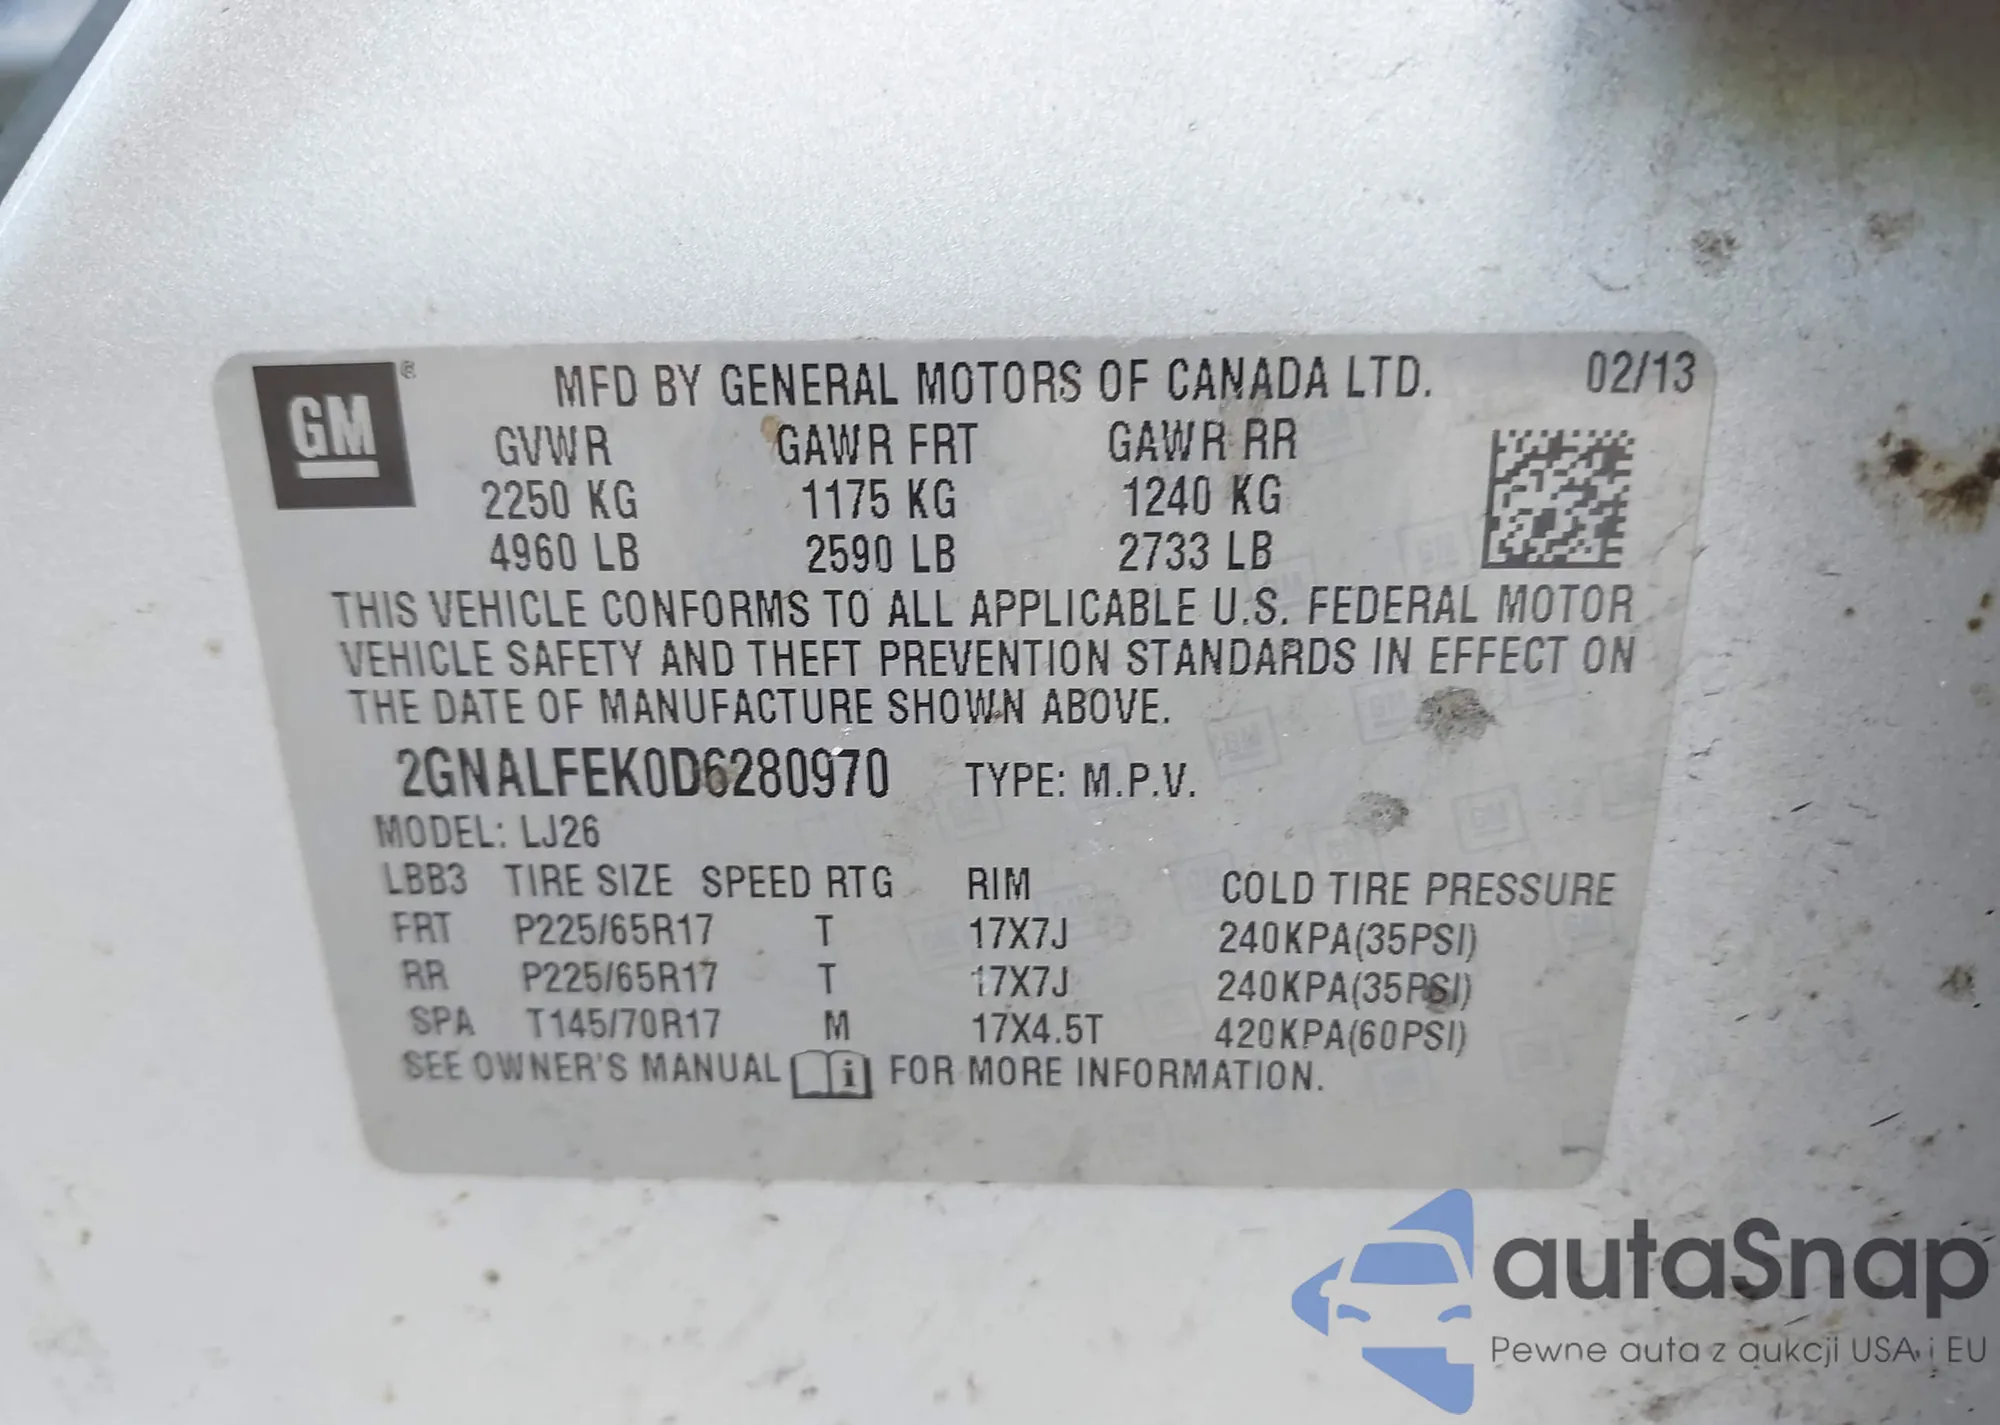 GM
MFD BY GENERAL MOTORS OF CANADA LTD. 02/13
GVWR GAWR FRT GAWR RR
2250 KG 1175 KG 1240 KG
4960 LB 2590 LB 2733 LB
THIS VEHICLE CONFORMS TO ALL APPLICABLE U.S. FEDERAL MOTOR
VEHICLE SAFETY AND THEFT PREVENTION STANDARDS IN EFFECT ON
THE DATE OF MANUFACTURE SHOWN ABOVE.
2GNALFEK0D6280970 TYPE: M.P.V.
MODEL: LJ26
LBB3 TIRE SIZE SPEED RTG RIM COLD TIRE PRESSURE
FRT P225/65R17 T 17X7J 240KPA(35PSI)
RR P225/65R17 T 17X7J 240KPA(35PSI)
SPA T145/70R17 M 17X4.5T 420KPA(60PSI)
SEE OWNER'S MANUAL i FOR MORE INFORMATION.
autaSnap
Pewne auta z aukcji USA i EU